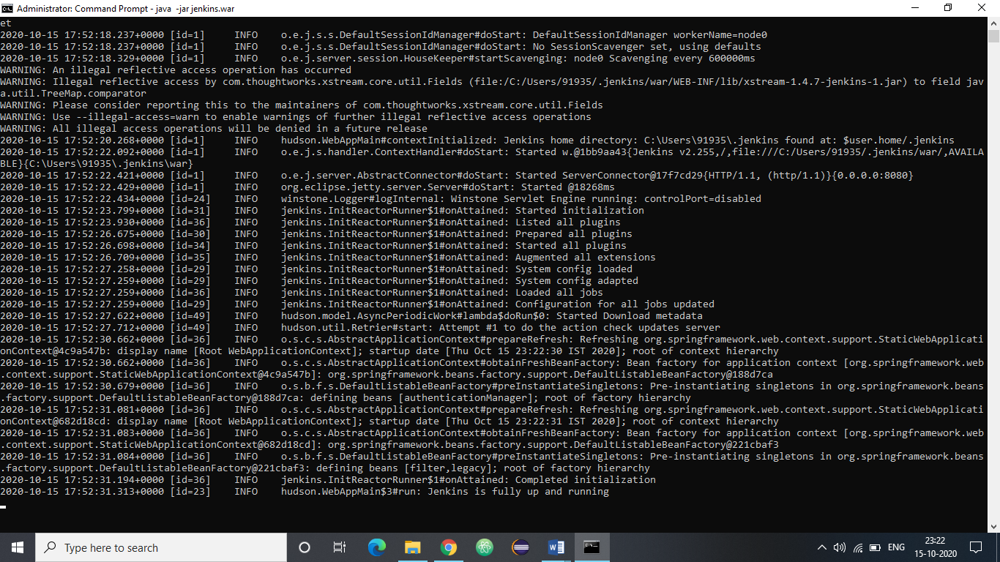 Administrator: Command Prompt - java -jar jenkins.war
et
2020-10-15 17:52:18.237+0000 [id=1] INFO o.e.j.s.s.DefaultSessionIdManager#doStart: DefaultSessionIdManager workerName=node0
2020-10-15 17:52:18.237+0000 [id=1] INFO o.e.j.s.s.DefaultSessionIdManager#doStart: No SessionScavenger set, using defaults
2020-10-15 17:52:18.329+0000 [id=1] INFO o.e.j.server.session.HouseKeeper#startScavenging: node0 Scavenging every 600000ms
WARNING: An illegal reflective access operation has occurred
WARNING: Illegal reflective access by com.thoughtworks.xstream.core.util.Fields (file:/C:/Users/91935/.jenkins/war/WEB-INF/lib/xstream-1.4.7-jenkins-1.jar) to field jav
a.util.TreeMap.comparator
WARNING: Please consider reporting this to the maintainers of com.thoughtworks.xstream.core.util.Fields
WARNING: Use --illegal-access=warn to enable warnings of further illegal reflective access operations
WARNING: All illegal access operations will be denied in a future release
2020-10-15 17:52:20.268+0000 [id=1] INFO hudson.WebAppMain#contextInitialized: Jenkins home directory: C:\Users\91935\.jenkins found at: $user.home/.jenkins
2020-10-15 17:52:22.092+0000 [id=1] INFO o.e.j.s.handler.ContextHandler#doStart: Started w.@1bb9aa43{Jenkins v2.255,/,file:///C:/Users/91935/.jenkins/war/,AVAILA
BLE}{C:\Users\91935\.jenkins\war}
2020-10-15 17:52:22.421+0000 [id=1] INFO o.e.j.server.AbstractConnector#doStart: Started ServerConnector@17f7cd29{HTTP/1.1, (http/1.1)}{0.0.0.0:8080}
2020-10-15 17:52:22.429+0000 [id=1] INFO org.eclipse.jetty.server.Server#doStart: Started @18268ms
2020-10-15 17:52:22.434+0000 [id=24] INFO winstone.Logger#logInternal: Winstone Servlet Engine running: controlPort=disabled
2020-10-15 17:52:23.799+0000 [id=31] INFO jenkins.InitReactorRunner$1#onAttained: Started initialization
2020-10-15 17:52:23.930+0000 [id=36] INFO jenkins.InitReactorRunner$1#onAttained: Listed all plugins
2020-10-15 17:52:26.675+0000 [id=30] INFO jenkins.InitReactorRunner$1#onAttained: Prepared all plugins
2020-10-15 17:52:26.698+0000 [id=34] INFO jenkins.InitReactorRunner$1#onAttained: Started all plugins
2020-10-15 17:52:26.709+0000 [id=35] INFO jenkins.InitReactorRunner$1#onAttained: Augmented all extensions
2020-10-15 17:52:27.258+0000 [id=29] INFO jenkins.InitReactorRunner$1#onAttained: System config loaded
2020-10-15 17:52:27.259+0000 [id=29] INFO jenkins.InitReactorRunner$1#onAttained: System config adapted
2020-10-15 17:52:27.259+0000 [id=36] INFO jenkins.InitReactorRunner$1#onAttained: Loaded all jobs
2020-10-15 17:52:27.259+0000 [id=29] INFO jenkins.InitReactorRunner$1#onAttained: Configuration for all jobs updated
2020-10-15 17:52:27.622+0000 [id=49] INFO hudson.model.AsyncPeriodicWork#lambda$doRun$0: Started Download metadata
2020-10-15 17:52:27.712+0000 [id=49] INFO hudson.util.Retrier#start: Attempt #1 to do the action check updates server
2020-10-15 17:52:30.662+0000 [id=36] INFO o.s.c.s.AbstractApplicationContext#prepareRefresh: Refreshing org.springframework.web.context.support.StaticWebApplicati
onContext@4c9a547b: display name [Root WebApplicationContext]; startup date [Thu Oct 15 23:22:30 IST 2020]; root of context hierarchy
2020-10-15 17:52:30.662+0000 [id=36] INFO o.s.c.s.AbstractApplicationContext#obtainFreshBeanFactory: Bean factory for application context [org.springframework.web
.context.support.StaticWebApplicationContext@4c9a547b]: org.springframework.beans.factory.support.DefaultListableBeanFactory@188d7ca
2020-10-15 17:52:30.679+0000 [id=36] INFO o.s.b.f.s.DefaultListableBeanFactory#preInstantiateSingletons: Pre-instantiating singletons in org.springframework.beans
.factory.support.DefaultListableBeanFactory@188d7ca: defining beans [authenticationManager]; root of factory hierarchy
2020-10-15 17:52:31.081+0000 [id=36] INFO o.s.c.s.AbstractApplicationContext#prepareRefresh: Refreshing org.springframework.web.context.support.StaticWebApplicati
onContext@682d18cd: display name [Root WebApplicationContext]; startup date [Thu Oct 15 23:22:31 IST 2020]; root of context hierarchy
2020-10-15 17:52:31.083+0000 [id=36] INFO o.s.c.s.AbstractApplicationContext#obtainFreshBeanFactory: Bean factory for application context [org.springframework.web
.context.support.StaticWebApplicationContext@682d18cd]: org.springframework.beans.factory.support.DefaultListableBeanFactory@221cbaf3
2020-10-15 17:52:31.084+0000 [id=36] INFO o.s.b.f.s.DefaultListableBeanFactory#preInstantiateSingletons: Pre-instantiating singletons in org.springframework.beans
.factory.support.DefaultListableBeanFactory@221cbaf3: defining beans [filter,legacy]; root of factory hierarchy
2020-10-15 17:52:31.194+0000 [id=36] INFO jenkins.InitReactorRunner$1#onAttained: Completed initialization
2020-10-15 17:52:31.313+0000 [id=23] INFO hudson.WebAppMain$3#run: Jenkins is fully up and running
Type here to search
ENG
23:22
15-10-2020